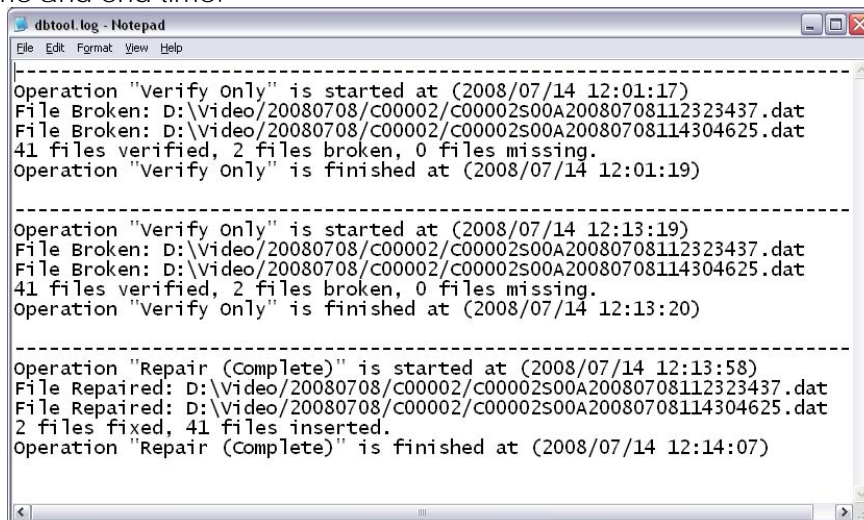 dbtool.log - Notepad
File Edit Format View Help
--------------------------------------------------------------------------
Operation "Verify Only" is started at (2008/07/14 12:01:17)
File Broken: D:\Video/20080708/C00002/C00002S00A20080708112323437.dat
File Broken: D:\Video/20080708/C00002/C00002S00A20080708114304625.dat
41 files verified, 2 files broken, 0 files missing.
Operation "Verify Only" is finished at (2008/07/14 12:01:19)
--------------------------------------------------------------------------
Operation "Verify Only" is started at (2008/07/14 12:13:19)
File Broken: D:\Video/20080708/C00002/C00002S00A20080708112323437.dat
File Broken: D:\Video/20080708/C00002/C00002S00A20080708114304625.dat
41 files verified, 2 files broken, 0 files missing.
Operation "Verify Only" is finished at (2008/07/14 12:13:20)
--------------------------------------------------------------------------
Operation "Repair (Complete)" is started at (2008/07/14 12:13:58)
File Repaired: D:\Video/20080708/C00002/C00002S00A20080708112323437.dat
File Repaired: D:\Video/20080708/C00002/C00002S00A20080708114304625.dat
2 files fixed, 41 files inserted.
Operation "Repair (Complete)" is finished at (2008/07/14 12:14:07)